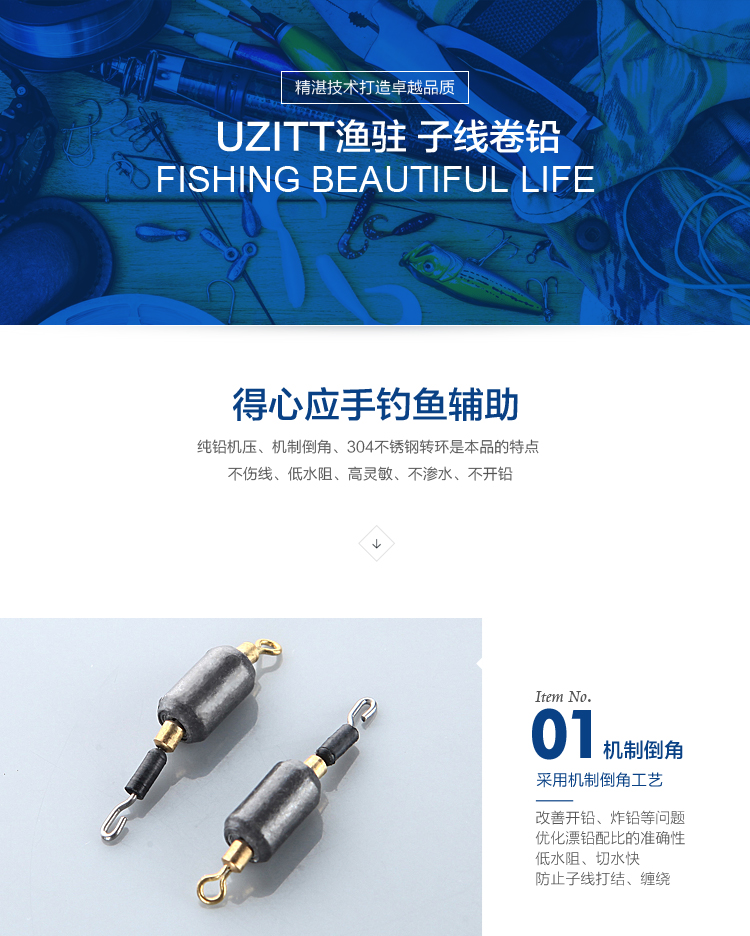 精湛技术打造卓越品质
UZITT渔驻 子线卷铅
FISHING BEAUTIFUL LIFE
得心应手钓鱼辅助
纯铅机压、机制倒角、304不锈钢转环是本品的特点
不伤线、低水阻、高灵敏、不渗水、不开铅
Item No.
01 机制倒角
采用机制倒角工艺
改善开铅、炸铅等问题
优化漂铅配比的准确性
低水阻、切水快
防止子线打结、缠绕